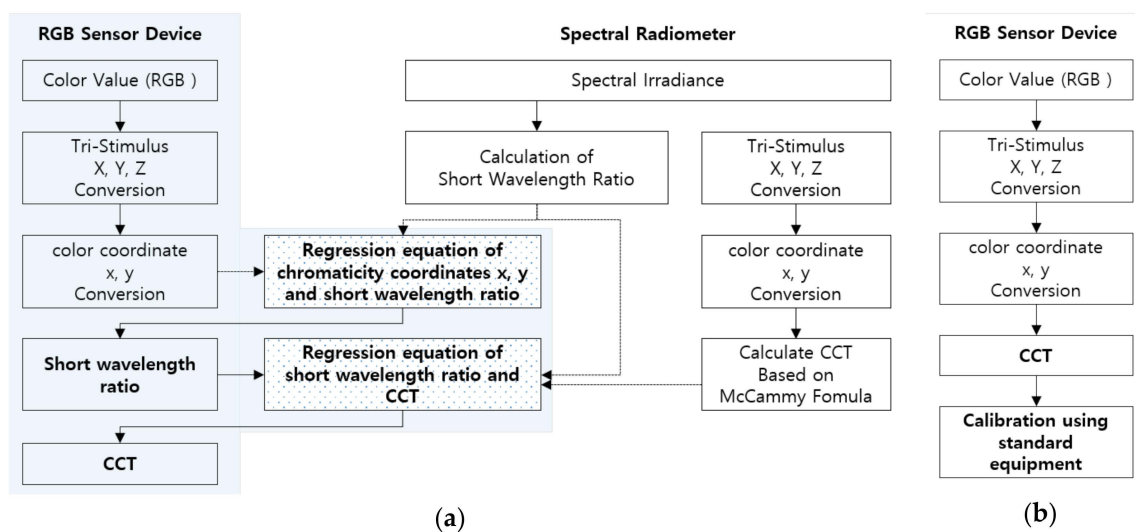 RGB Sensor Device
Color Value (RGB )
Tri-Stimulus
X, Y, Z
Conversion
color coordinate
x, y
Conversion
Short wavelength
ratio
CCT
Spectral Radiometer
Spectral Irradiance
Calculation of
Short Wavelength Ratio
Regression equation of
chromaticity coordinates x, y
and short wavelength ratio
Regression equation of
short wavelength ratio and
CCT
Tri-Stimulus
X, Y, Z
Conversion
color coordinate
x, y
Conversion
Calculate CCT
Based on
McCammy Fomula
(a)
RGB Sensor Device
Color Value (RGB )
Tri-Stimulus
X, Y, Z
Conversion
color coordinate
x, y
Conversion
CCT
Calibration using
standard
equipment
(b)